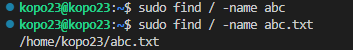 kopo23@kopo23:~$ sudo find / -name abc
kopo23@kopo23:~$ sudo find / -name abc.txt
/home/kopo23/abc.txt